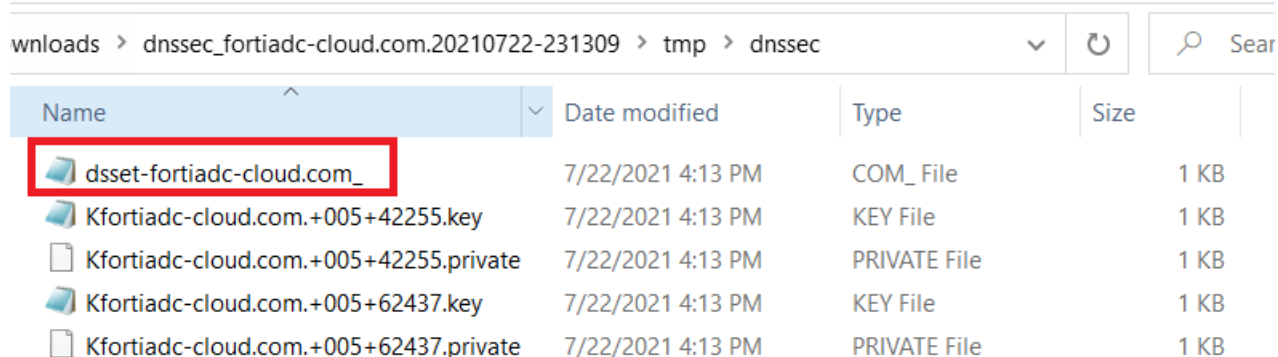 wnloads > dnssec_fortiadc-cloud.com.20210722-231309 > tmp > dnssec Sear
Name Date modified Type Size
dsset-fortiadc-cloud.com_ 7/22/2021 4:13 PM COM_ File 1 KB
Kfortiadc-cloud.com.+005+42255.key 7/22/2021 4:13 PM KEY File 1 KB
Kfortiadc-cloud.com.+005+42255.private 7/22/2021 4:13 PM PRIVATE File 1 KB
Kfortiadc-cloud.com.+005+62437.key 7/22/2021 4:13 PM KEY File 1 KB
Kfortiadc-cloud.com.+005+62437.private 7/22/2021 4:13 PM PRIVATE File 1 KB